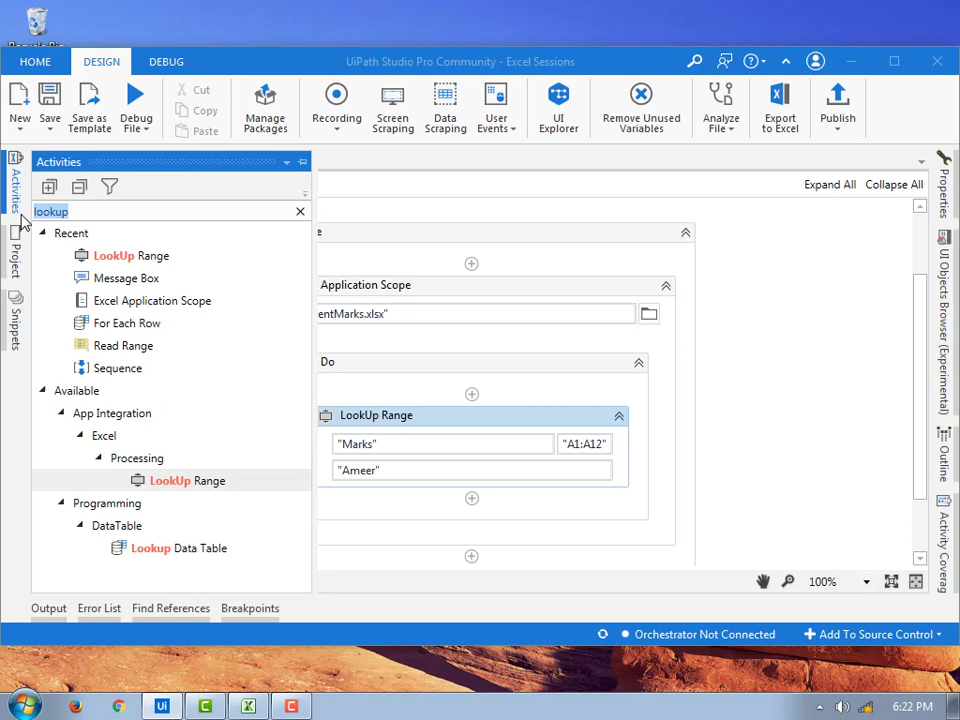 Recycle Bin
HOME DESIGN DEBUG UiPath Studio Pro Community - Excel Sessions
New Save Save as Template Debug File Cut Copy Paste Manage Packages Recording Screen Scraping Data Scraping User Events UI Explorer Remove Unused Variables Analyze File Export to Excel Publish
Activities
Expand All Collapse All
lookup
Recent
LookUp Range
Message Box
Excel Application Scope
For Each Row
Read Range
Sequence
Available
App Integration
Excel
Processing
LookUp Range
Programming
DataTable
Lookup Data Table
Activities
Project
Snippets
e
Application Scope
entMarks.xlsx"
Do
LookUp Range
"Marks" "A1:A12"
"Ameer"
100%
Properties
UI Objects Browser (Experimental)
Outline
Activity Coverag
Output Error List Find References Breakpoints
Orchestrator Not Connected Add To Source Control
Ui 6:22 PM